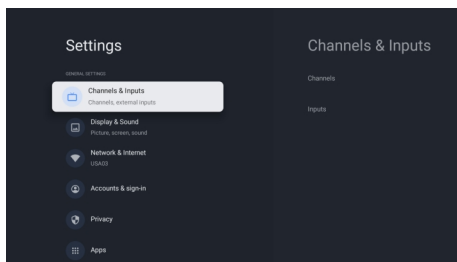 Settings
GENERAL SETTINGS
Channels & Inputs
Channels, external inputs
Display & Sound
Picture, screen, sound
Network & Internet
USA03
Accounts & sign-in
Privacy
Apps
Channels & Inputs
Channels
Inputs